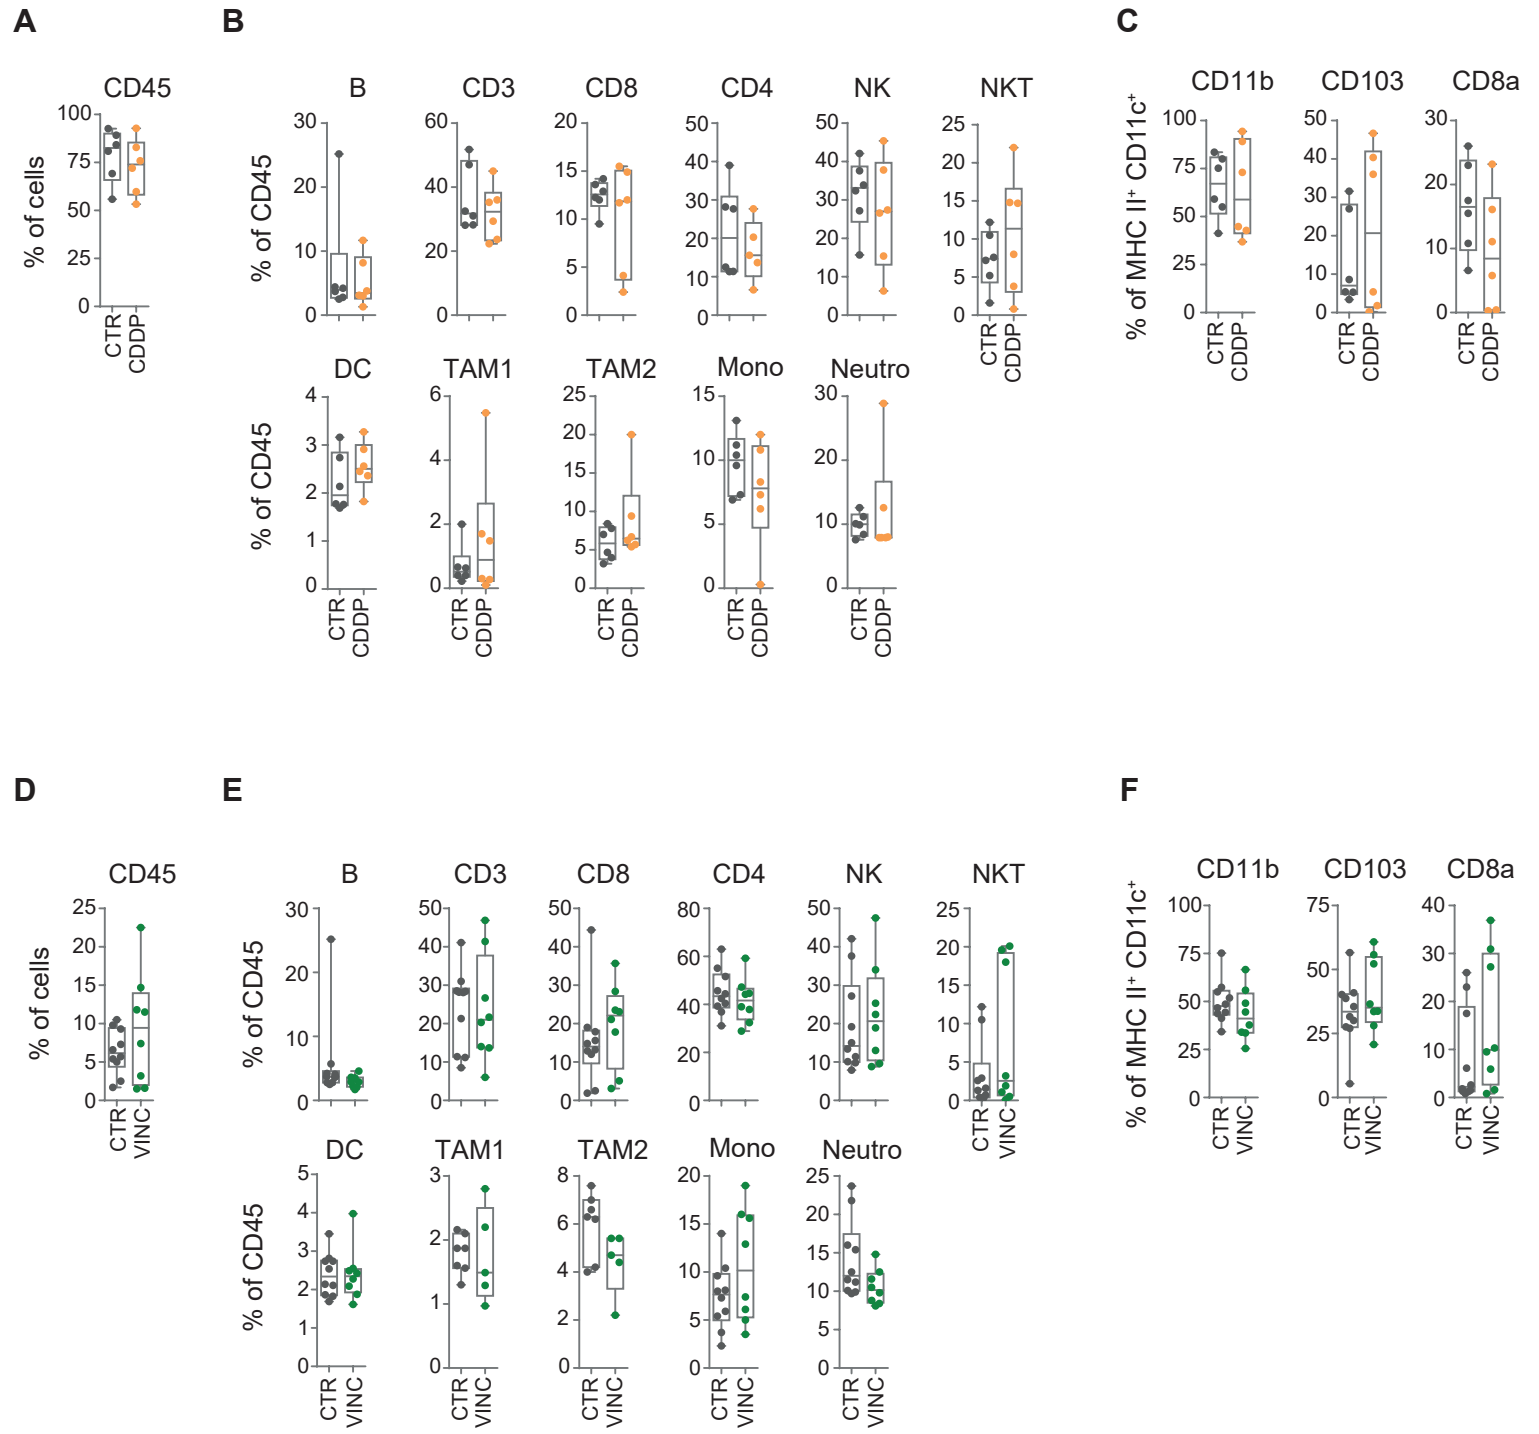 A
B
C
CD45
% of cells
100
75
50
25
0
CTR
CDDP
B
CD3
CD8
CD4
NK
NKT
% of CD45
30
20
10
0
60
40
20
0
20
15
10
5
0
50
40
30
20
10
0
50
40
30
20
10
0
25
20
15
10
5
0
CTR
CDDP
DC
TAM1
TAM2
Mono
Neutro
% of CD45
4
3
2
1
0
6
4
2
0
25
20
15
10
5
0
15
10
5
0
30
20
10
0
CTR
CDDP
CTR
CDDP
CTR
CDDP
CTR
CDDP
CTR
CDDP
CD11b
CD103
CD8a
% of MHC II⁺ CD11c⁺
100
75
50
25
0
50
40
30
20
10
0
30
20
10
0
CTR
CDDP
CTR
CDDP
CTR
CDDP
D
E
F
CD45
% of cells
25
20
15
10
5
0
CTR
VINC
B
CD3
CD8
CD4
NK
NKT
% of CD45
30
20
10
0
50
40
30
20
10
0
50
40
30
20
10
0
80
60
40
20
0
50
40
30
20
10
0
25
20
15
10
5
0
CTR
VINC
DC
TAM1
TAM2
Mono
Neutro
% of CD45
5
4
3
2
1
0
3
2
1
0
8
6
4
2
0
20
15
10
5
0
25
20
15
10
5
0
CTR
VINC
CTR
VINC
CTR
VINC
CTR
VINC
CTR
VINC
CD11b
CD103
CD8a
% of MHC II⁺ CD11c⁺
100
75
50
25
0
75
50
25
0
40
30
20
10
0
CTR
VINC
CTR
VINC
CTR
VINC